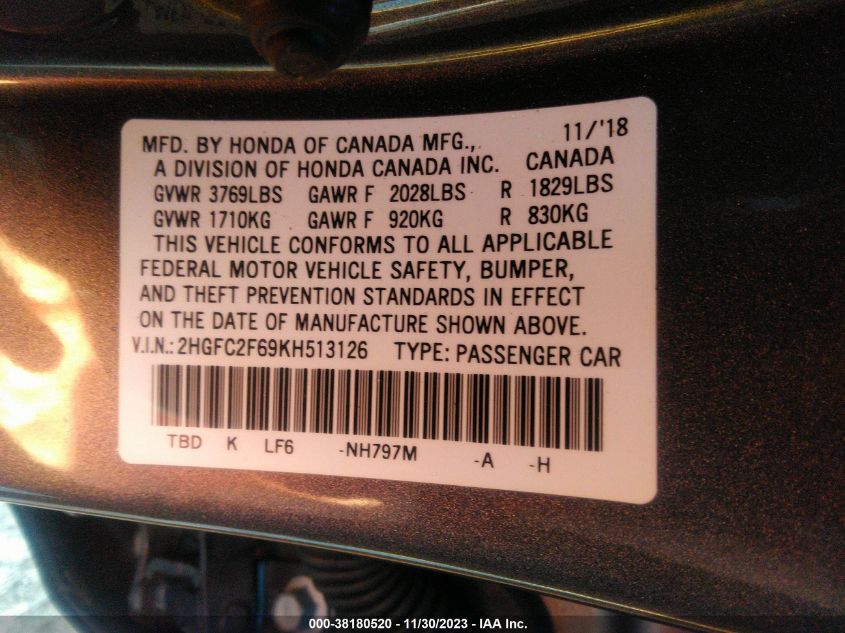 MFD. BY HONDA OF CANADA MFG., 11/'18
A DIVISION OF HONDA CANADA INC. CANADA
GVWR 3769LBS GAWR F 2028LBS R 1829LBS
GVWR 1710KG GAWR F 920KG R 830KG
THIS VEHICLE CONFORMS TO ALL APPLICABLE
FEDERAL MOTOR VEHICLE SAFETY, BUMPER,
AND THEFT PREVENTION STANDARDS IN EFFECT
ON THE DATE OF MANUFACTURE SHOWN ABOVE.
V.I.N.: 2HGFC2F69KH513126 TYPE: PASSENGER CAR
TBD K LF6 -NH797M -A -H
000-38180520 - 11/30/2023 - IAA Inc.